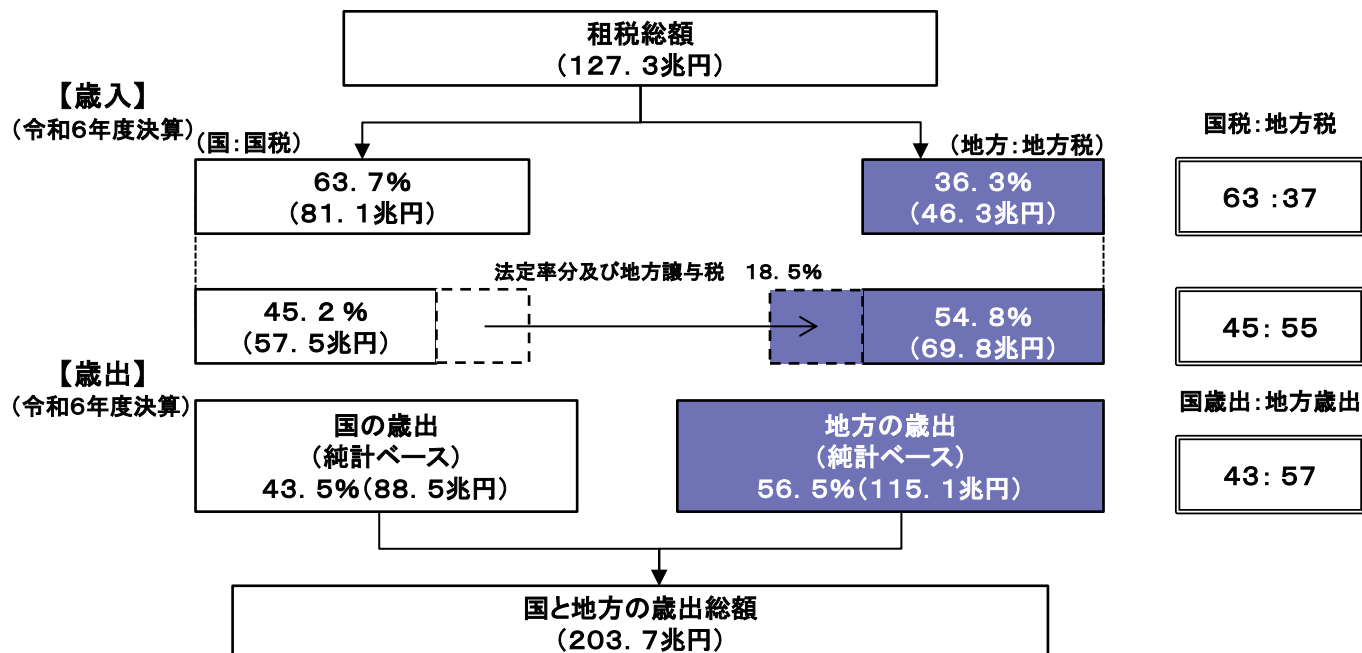 租税総額
(127．3兆円)
【歳入】
(令和6年度決算)
(国：国税)
(地方：地方税)
国税：地方税
63．7%
(81．1兆円)
36．3%
(46．3兆円)
63：37
法定率分及び地方譲与税　18．5%
45．2%
(57．5兆円)
54．8%
(69．8兆円)
45：55
【歳出】
(令和6年度決算)
国歳出：地方歳出
国の歳出
(純計ベース)
43．5%(88．5兆円)
地方の歳出
(純計ベース)
56．5%(115．1兆円)
43：57
国と地方の歳出総額
(203．7兆円)